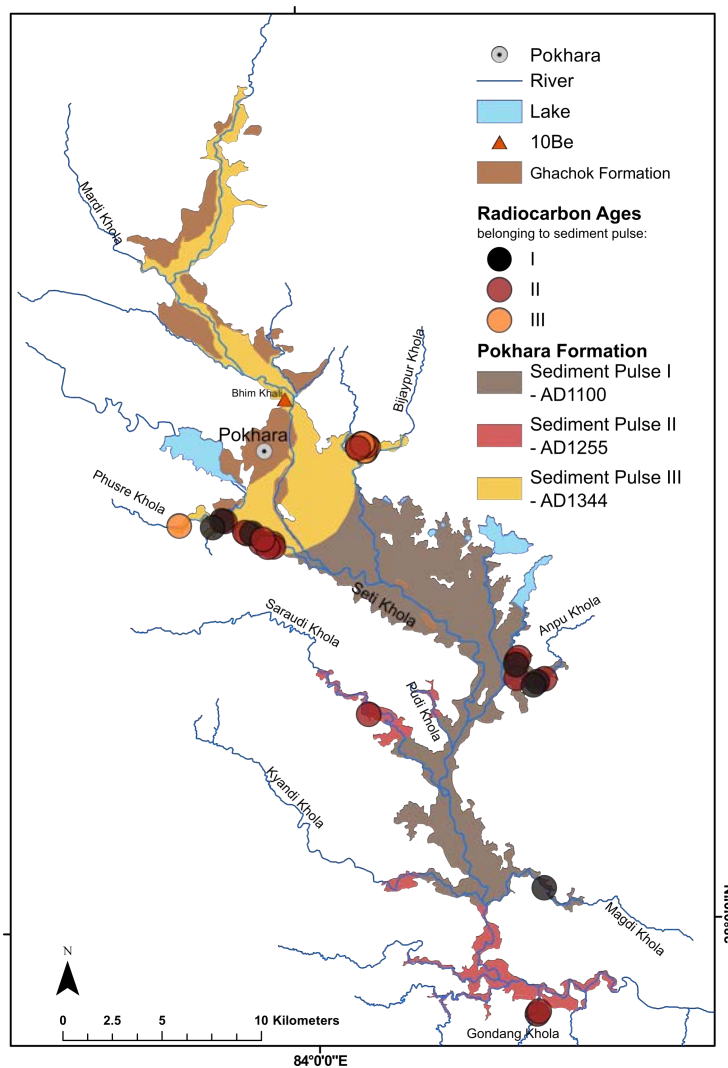 Pokhara
River
Lake
10Be
Ghachok Formation
Radiocarbon Ages
belonging to sediment pulse:
I
II
III
Pokhara Formation
Sediment Pulse I
- AD1100
Sediment Pulse II
- AD1255
Sediment Pulse III
- AD1344
Mardi Khola
Bijaypur Khola
Bhim Khali
Pokhara
Phusre Khola
Seti Khola
Saraudi Khola
Anpu Khola
Rudi Khola
Kyandi Khola
Magdi Khola
Gondang Khola
N
0 2.5 5 10 Kilometers
84°0'0"E